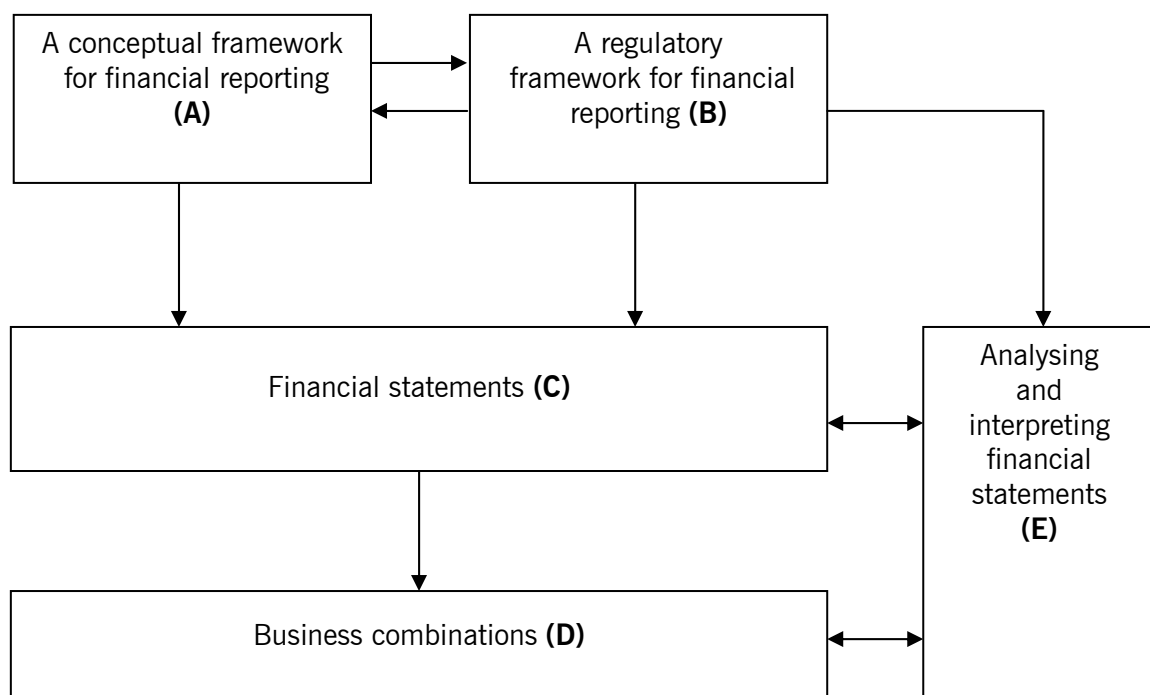 A conceptual framework
for financial reporting
(A)
A regulatory
framework for financial
reporting (B)
Financial statements (C)
Analysing
and
interpreting
financial
statements
(E)
Business combinations (D)